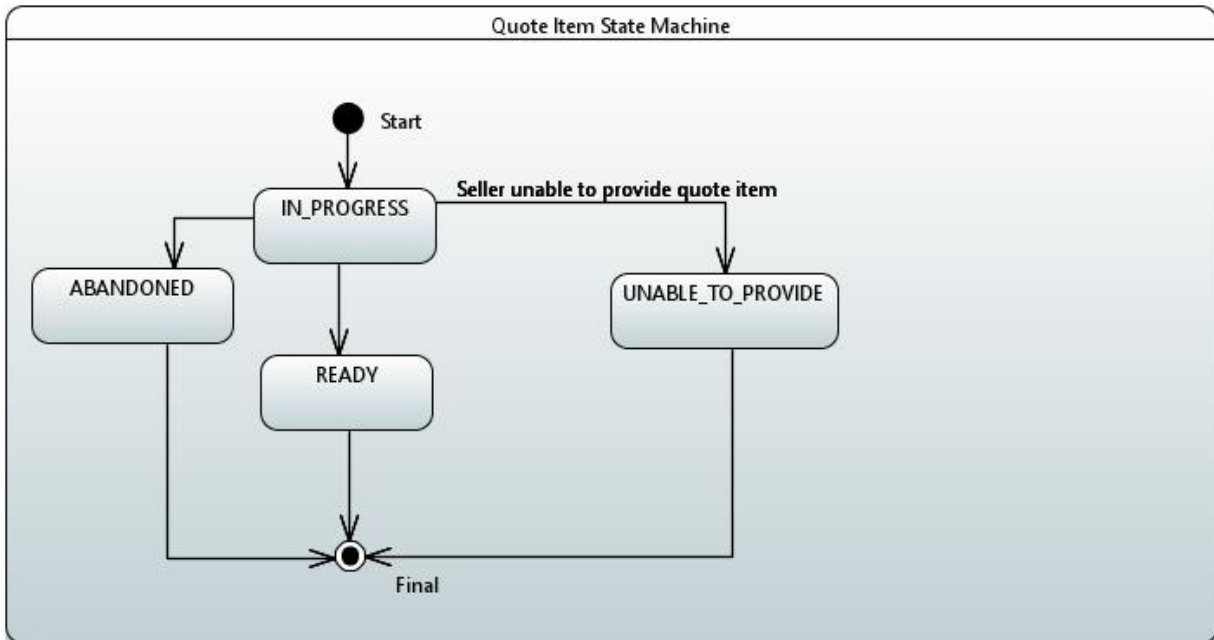 Quote Item State Machine
Start
Seller unable to provide quote item
IN_PROGRESS
ABANDONED
UNABLE_TO_PROVIDE
READY
Final